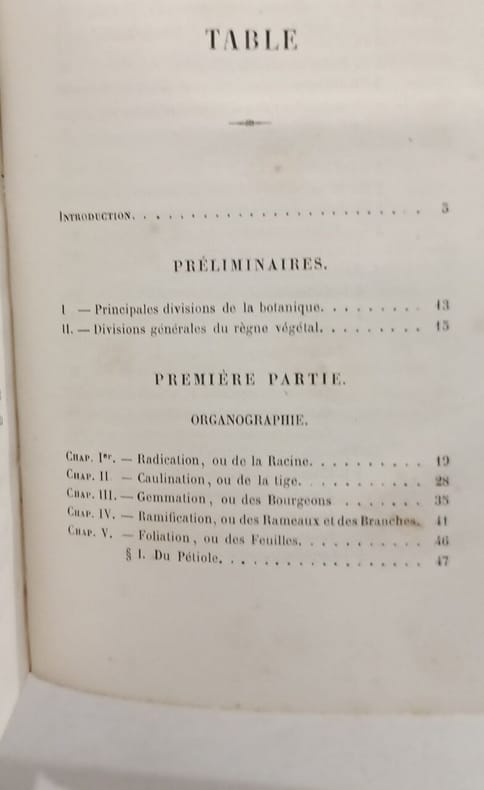 TABLE
INTRODUCTION. . . . . . . . . . . . . . . . . . . . . . . . . 5
PRÉLIMINAIRES.
I — Principales divisions de la botanique. . . . . . . . . 13
II. — Divisions générales du règne végétal. . . . . . . . . 15
PREMIÈRE PARTIE.
ORGANOGRAPHIE.
CHAP. Ier. — Radication, ou de la Racine. . . . . . . . . . 19
CHAP. II — Caulination, ou de la tige. . . . . . . . . . . 28
CHAP. III. — Gemmation, ou des Bourgeons . . . . . . . 35
CHAP. IV. — Ramification, ou des Rameaux et des Branches. 41
CHAP. V. — Foliation, ou des Feuilles. . . . . . . . . . . 46
§ I. Du Pétiole. . . . . . . . . . . . . . . . . . 47